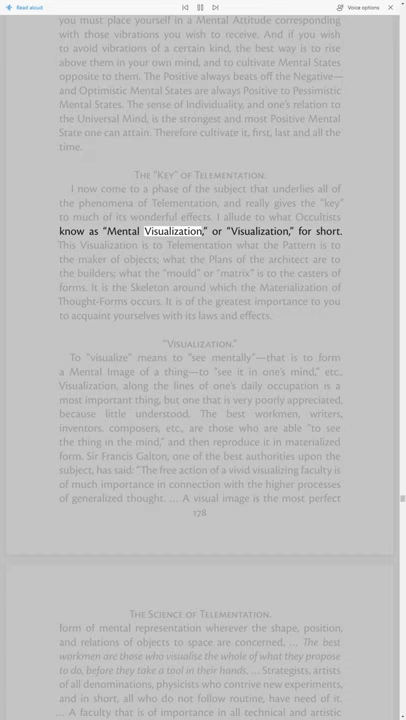 Read aloud
Voice options
you must place yourself in a Mental Attitude corresponding
with those vibrations you wish to receive. And if you wish
to avoid vibrations of a certain kind, the best way is to rise
above them in your own mind, and to cultivate Mental States
opposite to them. The Positive always beats off the Negative—
and Optimistic Mental States are always Positive to Pessimistic
Mental States. The sense of Individuality, and one's relation to
the Universal Mind, is the strongest and most Positive Mental
State one can attain. Therefore cultivate it, first, last and all the
time.
The "Key" of Telementation.
I now come to a phase of the subject that underlies all of
the phenomena of Telementation, and really gives the "key"
to much of its wonderful effects. I allude to what Occultists
know as "Mental Visualization," or "Visualization," for short.
This Visualization is to Telementation what the Pattern is to
the maker of objects; what the Plans of the architect are to
the builders; what the "mould" or "matrix" is to the casters of
forms. It is the Skeleton around which the Materialization of
Thought-Forms occurs. It is of the greatest importance to you
to acquaint yourselves with its laws and effects.
"Visualization."
To "visualize" means to "see mentally"—that is to form
a Mental Image of a thing—to "see it in one's mind," etc.,
Visualization, along the lines of one's daily occupation is a
most important thing, but one that is very poorly appreciated,
because little understood. The best workmen, writers,
inventors, composers, etc., are those who are able "to see
the thing in the mind," and then reproduce it in materialized
form. Sir Francis Galton, one of the best authorities upon the
subject, has said: "The free action of a vivid visualizing faculty is
of much importance in connection with the higher processes
of generalized thought. … A visual image is the most perfect
178
The Science of Telementation.
form of mental representation wherever the shape, position,
and relations of objects to space are concerned. … The best
workmen are those who visualise the whole of what they propose
to do, before they take a tool in their hands. … Strategists, artists
of all denominations, physicists who contrive new experiments,
and in short, all who do not follow routine, have need of it.
… A faculty that is of importance in all technical and artistic